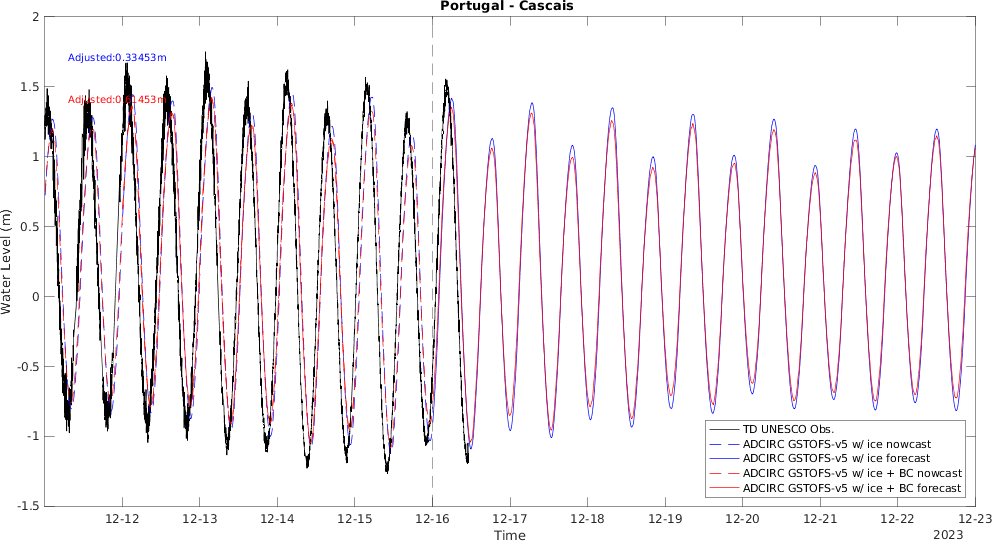 Portugal - Cascais
2
1.5
1
0.5
0
-0.5
-1
-1.5
Water Level (m)
Adjusted:0.33453m
12-12
12-13
12-14
12-15
12-16
12-17
12-18
12-19
12-20
12-21
12-22
12-23
Time
2023
TD UNESCO Obs.
ADCIRC GSTOFS-v5 w/ ice nowcast
ADCIRC GSTOFS-v5 w/ ice forecast
ADCIRC GSTOFS-v5 w/ ice + BC nowcast
ADCIRC GSTOFS-v5 w/ ice + BC forecast